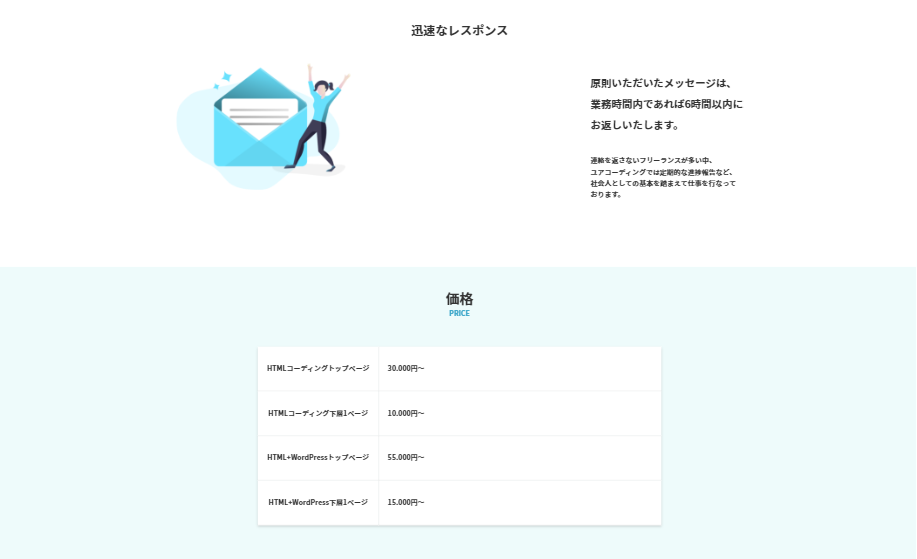 迅速なレスポンス
原則いただいたメッセージは、
業務時間内であれば6時間以内に
お返しいたします。
連絡を返さないフリーランスが多い中、
ユアコーディングでは定期的な進捗報告など、
社会人としての基本を踏まえて仕事を行なって
おります。
価格
PRICE
HTMLコーディングトップページ 30.000円〜
HTMLコーディング下層1ページ 10.000円〜
HTML+WordPressトップページ 55.000円〜
HTML+WordPress下層1ページ 15.000円〜